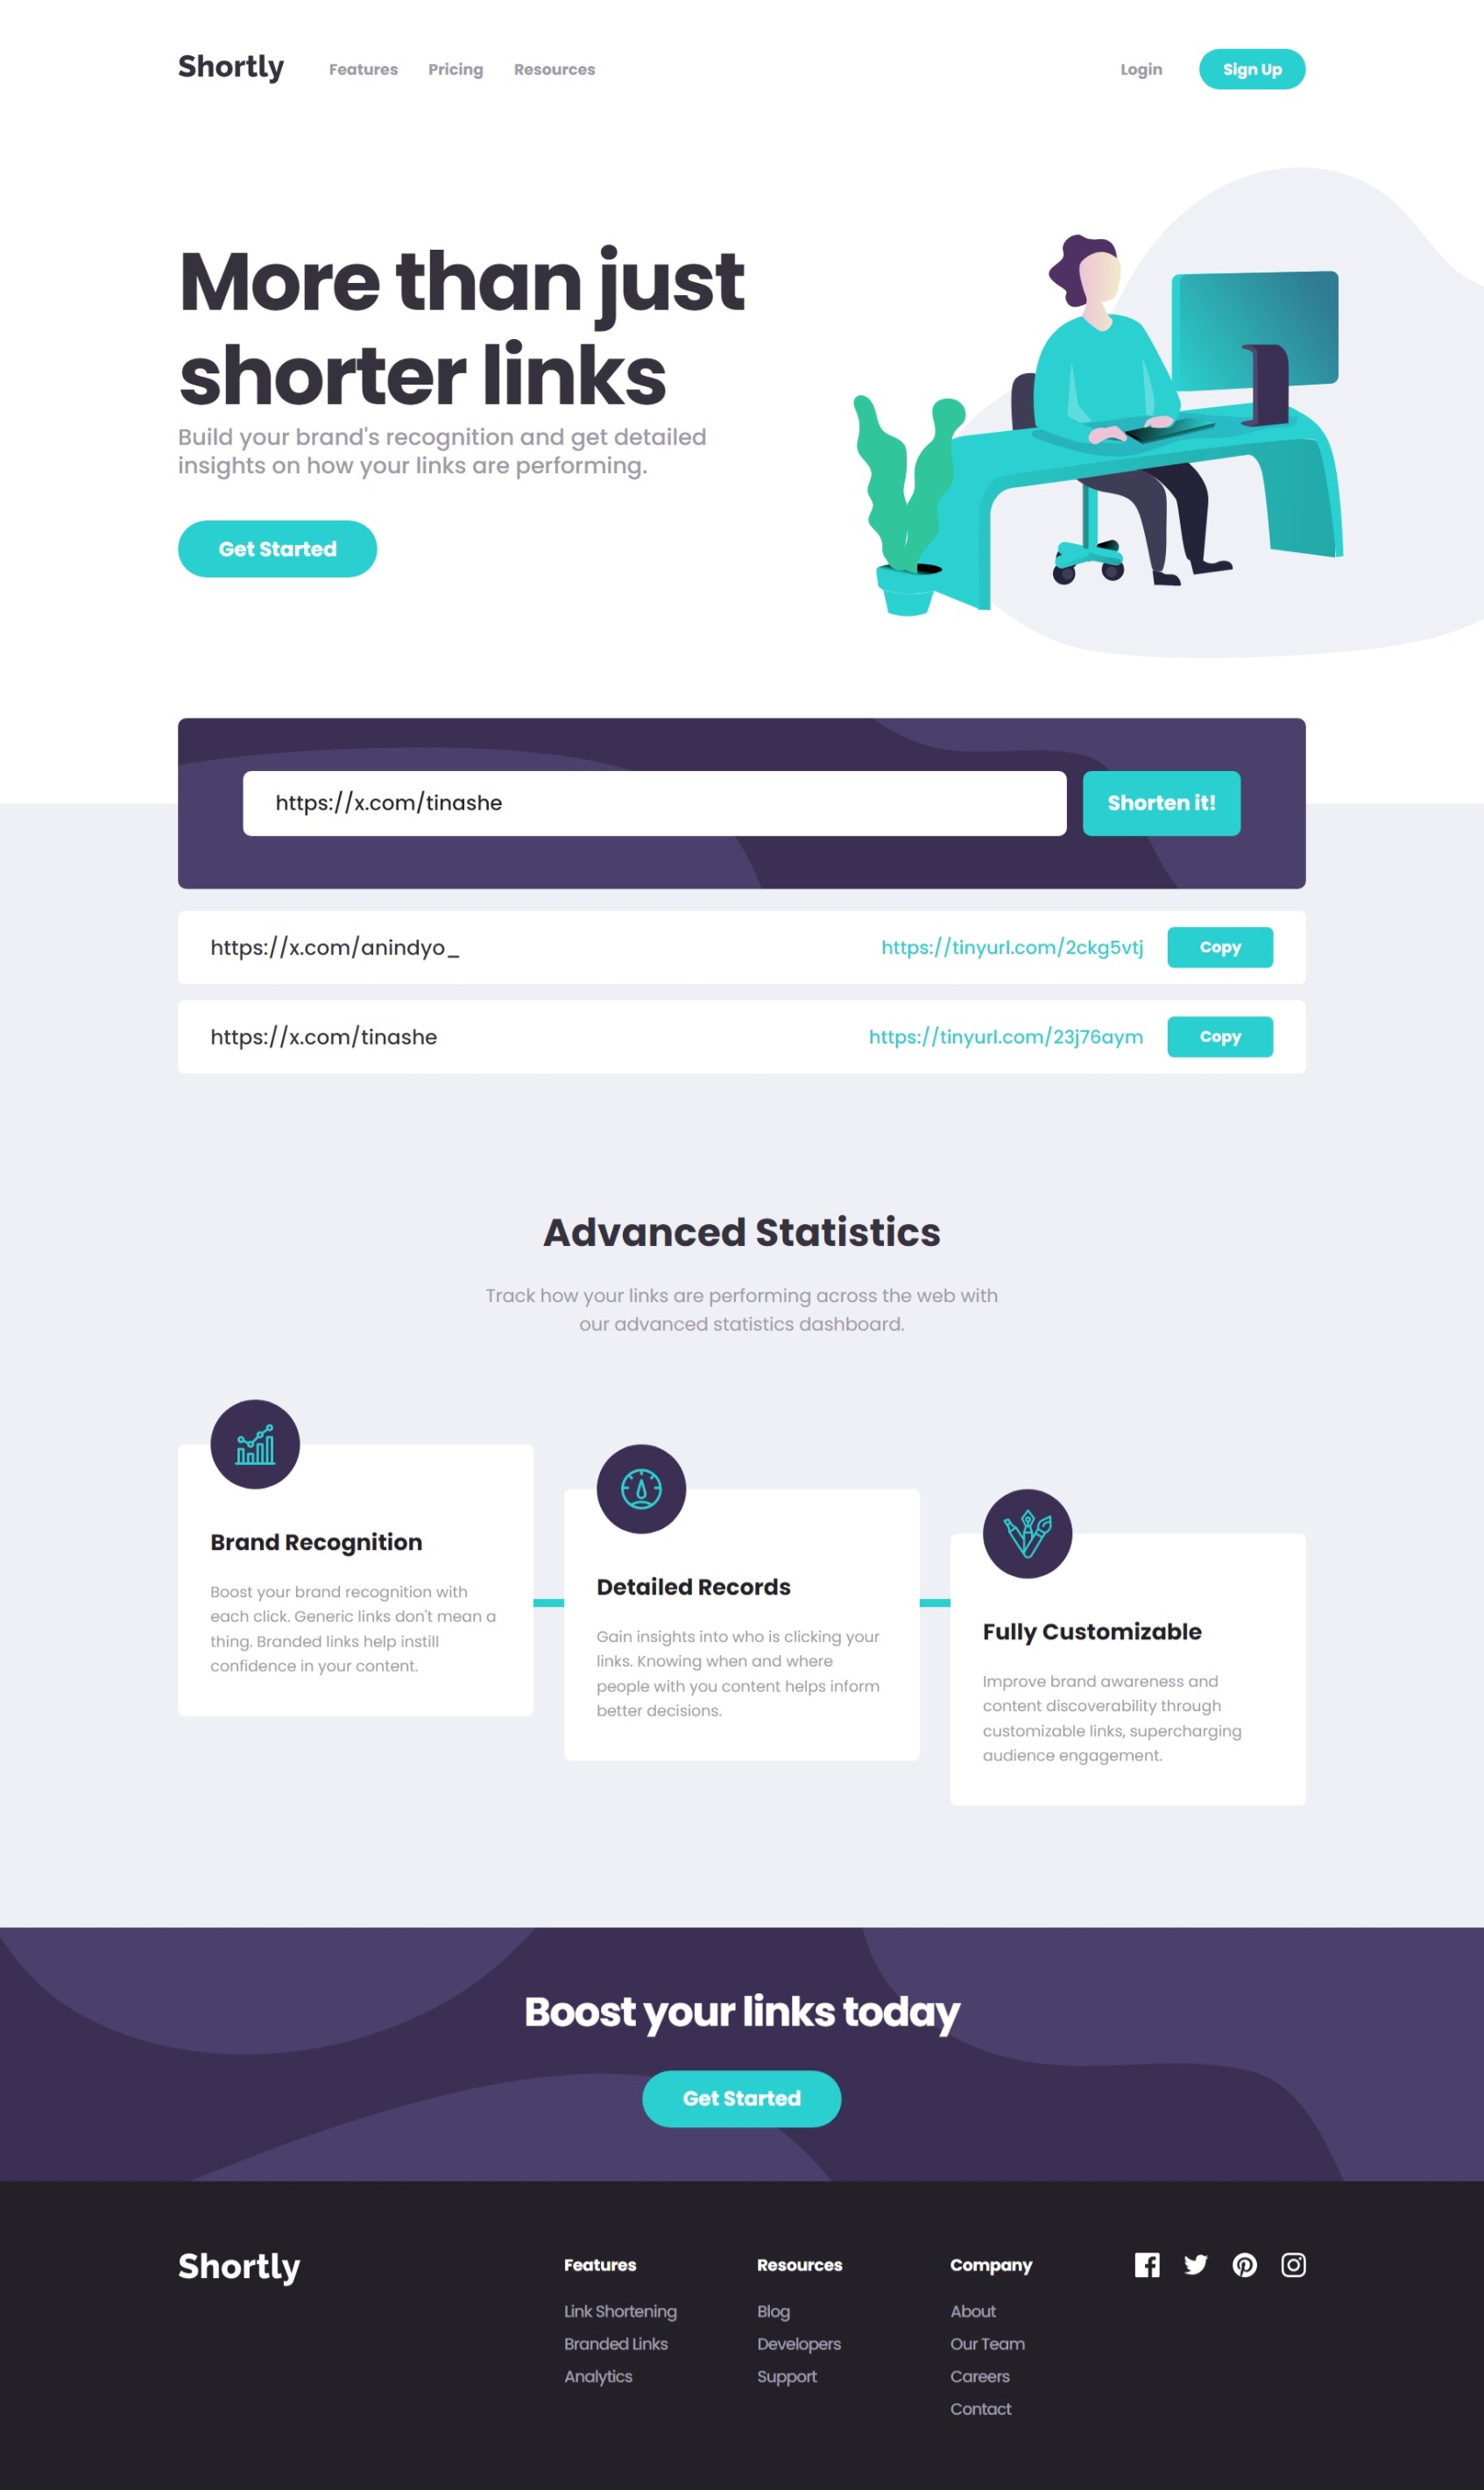 Shortly
Features
Pricing
Resources
Login
Sign Up
More than just
shorter links
Build your brand's recognition and get detailed
insights on how your links are performing.
Get Started
https://x.com/tinashe
Shorten it!
https://x.com/anindyo_
https://tinyurl.com/2ckg5vtj
Copy
https://x.com/tinashe
https://tinyurl.com/23j76aym
Copy
Advanced Statistics
Track how your links are performing across the web with
our advanced statistics dashboard.
Brand Recognition
Boost your brand recognition with
each click. Generic links don't mean a
thing. Branded links help instill
confidence in your content.
Detailed Records
Gain insights into who is clicking your
links. Knowing when and where
people with you content helps inform
better decisions.
Fully Customizable
Improve brand awareness and
content discoverability through
customizable links, supercharging
audience engagement.
Boost your links today
Get Started
Shortly
Features
Link Shortening
Branded Links
Analytics
Resources
Blog
Developers
Support
Company
About
Our Team
Careers
Contact